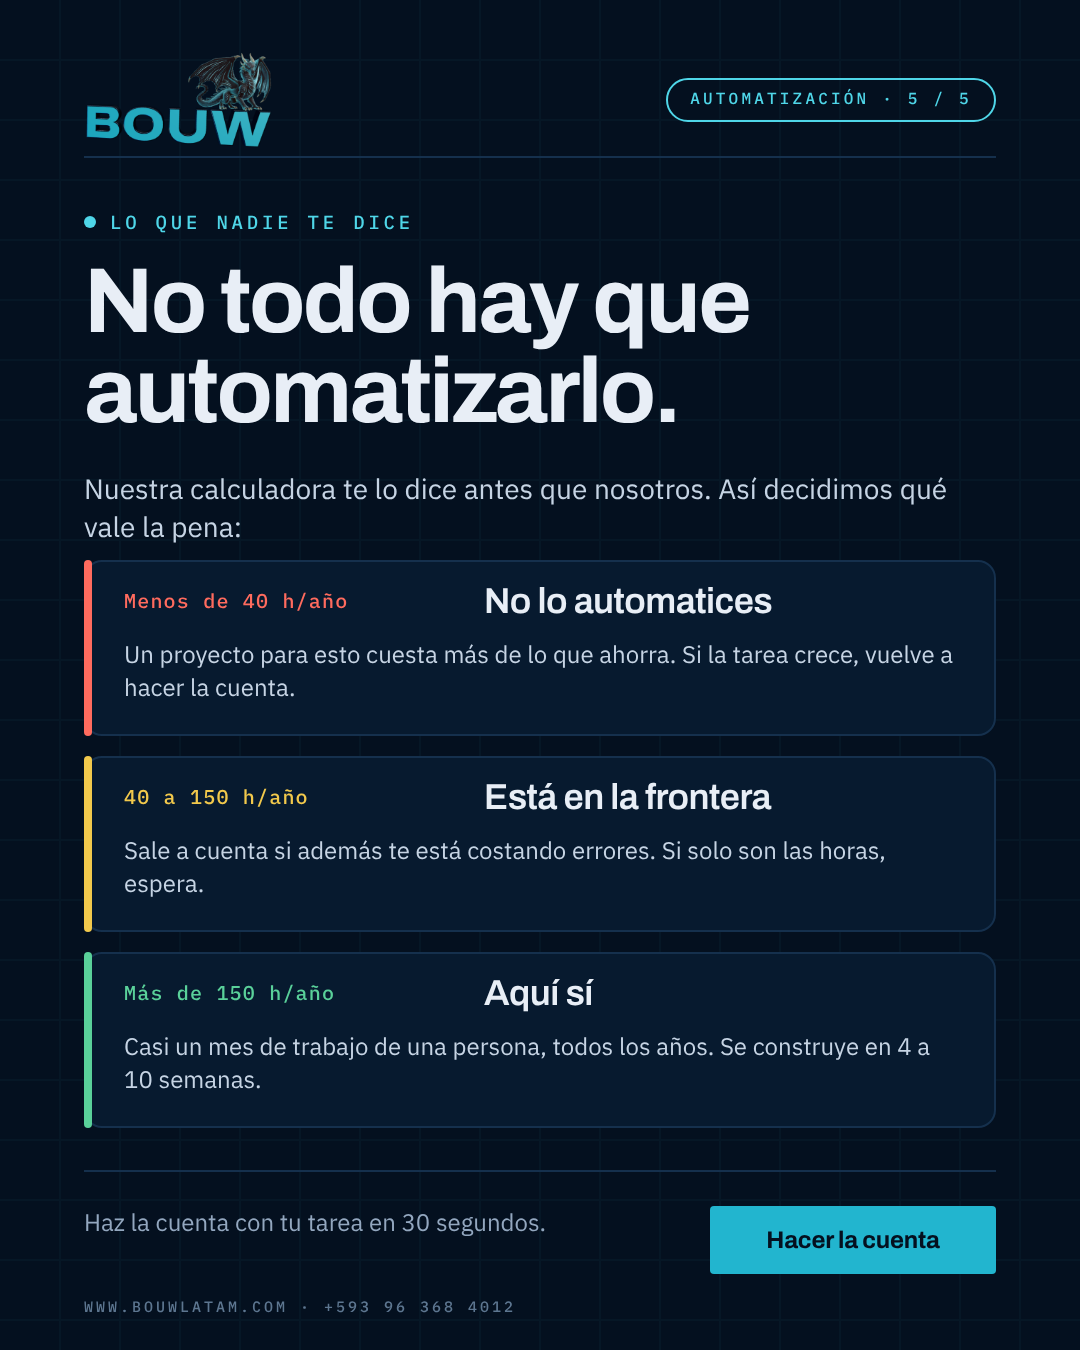 BOUW
AUTOMATIZACIÓN · 5 / 5
LO QUE NADIE TE DICE
No todo hay que
automatizarlo.
Nuestra calculadora te lo dice antes que nosotros. Así decidimos qué
vale la pena:
Menos de 40 h/año
No lo automatices
Un proyecto para esto cuesta más de lo que ahorra. Si la tarea crece, vuelve a
hacer la cuenta.
40 a 150 h/año
Está en la frontera
Sale a cuenta si además te está costando errores. Si solo son las horas,
espera.
Más de 150 h/año
Aquí sí
Casi un mes de trabajo de una persona, todos los años. Se construye en 4 a
10 semanas.
Haz la cuenta con tu tarea en 30 segundos.
Hacer la cuenta
WWW.BOUWLATAM.COM · +593 96 368 4012